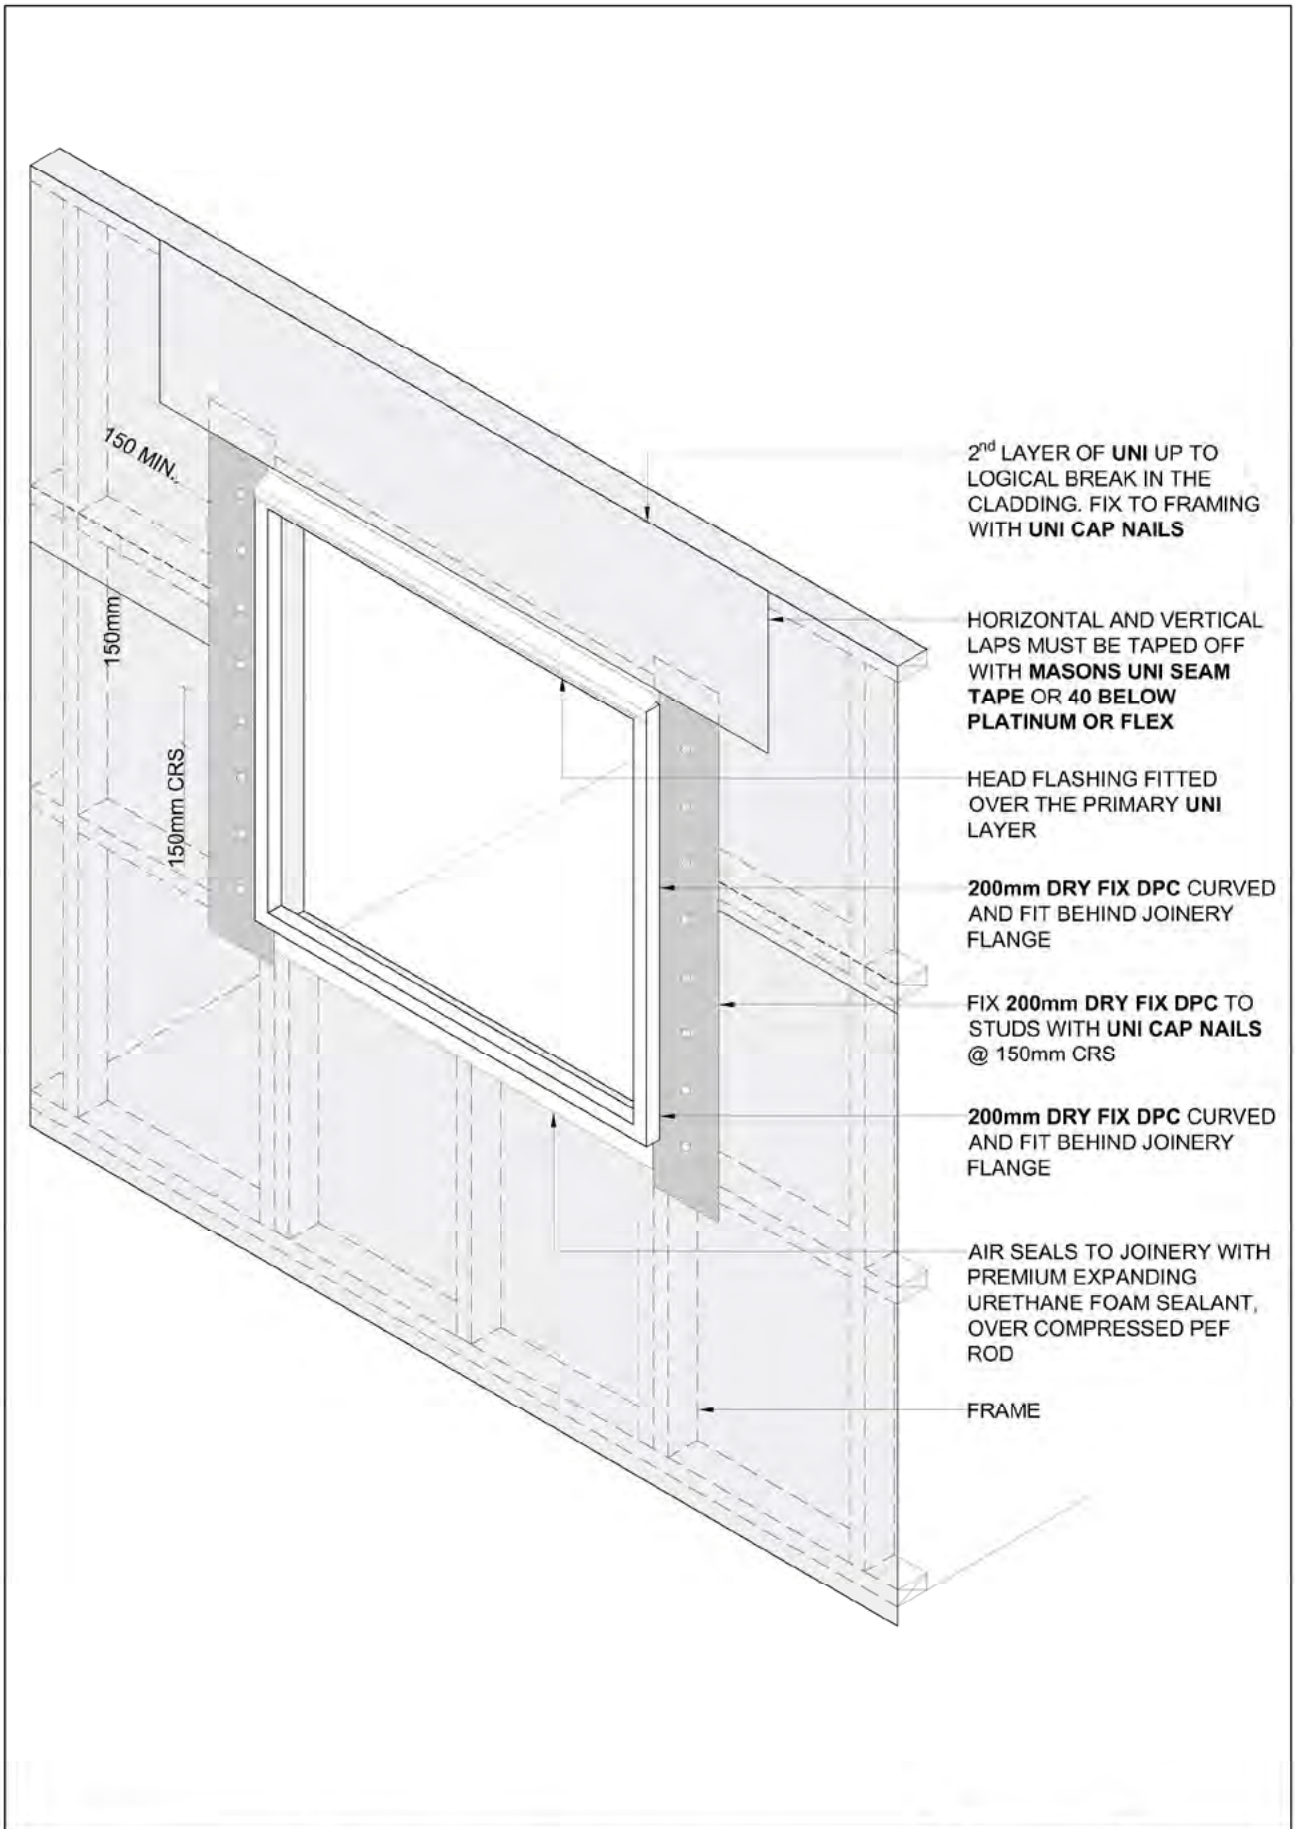 150 MIN.
150mm
150mm CRS
2nd LAYER OF UNI UP TO
LOGICAL BREAK IN THE
CLADDING. FIX TO FRAMING
WITH UNI CAP NAILS
HORIZONTAL AND VERTICAL
LAPS MUST BE TAPED OFF
WITH MASONS UNI SEAM
TAPE OR 40 BELOW
PLATINUM OR FLEX
HEAD FLASHING FITTED
OVER THE PRIMARY UNI
LAYER
200mm DRY FIX DPC CURVED
AND FIT BEHIND JOINERY
FLANGE
FIX 200mm DRY FIX DPC TO
STUDS WITH UNI CAP NAILS
@ 150mm CRS
200mm DRY FIX DPC CURVED
AND FIT BEHIND JOINERY
FLANGE
AIR SEALS TO JOINERY WITH
PREMIUM EXPANDING
URETHANE FOAM SEALANT,
OVER COMPRESSED PEF
ROD
FRAME